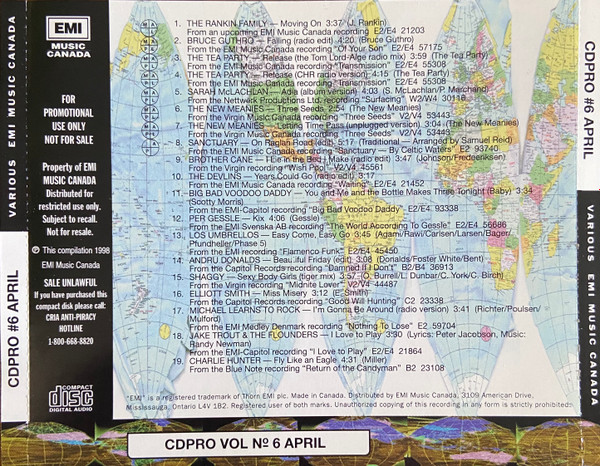 EMI
MUSIC
CANADA
FOR
PROMOTIONAL
USE ONLY
NOT FOR SALE
Property of EMI
MUSIC CANADA
Distributed for
restricted use only.
Subject to recall.
Not for resale.
℗ This compilation 1998
EMI Music Canada
SALE UNLAWFUL
If you have purchased this
compact disk please call:
CRIA ANTI-PIRACY
HOTLINE
1-800-668-8820
COMPACT
disc
DIGITAL AUDIO
VARIOUS EMI MUSIC CANADA
CDPRO #6 APRIL
1. THE RANKIN FAMILY — Moving On 3:37 (J. Rankin)
From an upcoming EMI Music Canada recording E2/E4 21203
2. BRUCE GUTHRO — Falling (radio edit) 4:20 (Bruce Guthro)
From the EMI Music Canada recording "Of Your Son" E2/E4 57175
3. THE TEA PARTY — Release (the Tom Lord-Alge radio mix) 3:59 (The Tea Party)
From the EMI Music Canada recording "Transmission" E2/E4 55308
4. THE TEA PARTY — Release (CHR radio version) 4:15 (The Tea Party)
From the EMI Music Canada recording "Transmission" E2/E4 55308
5. SARAH McLACHLAN — Adia (album version) 4:03 (S. McLachlan/P. Marchand)
From the Nettwerk Productions Ltd. recording "Surfacing" W2/W4 30116
6. THE NEW MEANIES — Three Seeds 2:54 (The New Meanies)
From the Virgin Music Canada recording "Three Seeds" V2/V4 53443
7. THE NEW MEANIES — Letting Time Pass (unplugged version) 3:04 (The New Meanies)
From the Virgin Music Canada recording "Three Seeds" V2/V4 53443
8. SANCTUARY — On Raglan Road (edit) 5:17 (Traditional — Arranged by Samuel Reid)
From the EMI Music Canada recording "Sanctuary — By Celtic Waters" E2 93740
9. BROTHER CANE — I Lie in the Bed I Make (radio edit) 3:47 (Johnson/Frederiksen)
From the Virgin recording "Wish Pool" V2/V4 45561
10. THE DEVLINS — Years Could Go (radio edit) 3:17
From the EMI Music Canada recording "Waiting" E2/E4 21452
11. BIG BAD VOODOO DADDY — You and Me and the Bottle Makes Three Tonight (Baby) 3:34
(Scotty Morris)
From the EMI-Capitol recording "Big Bad Voodoo Daddy" E2/E4 93338
12. PER GESSLE — Kix 4:06 (Gessle)
From the EMI Svenska AB recording "The World According To Gessle" E2/E4 56686
13. LOS UMBRELLOS — Easy Come, Easy Go 3:45 (Agami/Rawi/Carlsen/Larsen/Bager/
Pfundheller/Phase 5)
From the EMI recording "Flamenco Funk" E2/E4 45450
14. ANDRU DONALDS — Beautiful Friday (edit) 3:08 (Donalds/Foster White/Bent)
From the Capitol Records recording "Damned If I Don't" B2/B4 36913
15. SHAGGY — Sexy Body Girls (tiger mix) 3:57 (O. Burrell/L. Dunbar/C. York/C. Birch)
From the Virgin recording "Midnite Lover" V2/V4 44487
16. ELLIOTT SMITH — Miss Misery 3:12 (E. Smith)
From the Capitol Records recording "Good Will Hunting" C2 23338
17. MICHAEL LEARNS TO ROCK — I'm Gonna Be Around (radio version) 3:41 (Richter/Poulsen/
Mulford)
From the EMI Medley Denmark recording "Nothing To Lose" E2 59704
18. JAKE TROUT & THE FLOUNDERS — I Love to Play 3:30 (Lyrics: Peter Jacobson, Music:
Randy Newman)
From the EMI-Capitol recording "I Love to Play" E2/E4 21864
19. CHARLIE HUNTER — Fly Like an Eagle 4:31 (Miller)
From the Blue Note recording "Return of the Candyman" B2 23108
"EMI" is a registered trademark of Thorn EMI plc. Made in Canada. Distributed by EMI Music Canada, 3109 American Drive,
Mississauga, Ontario L4V 1B2. Registered user of both marks. Unauthorized copying of this recording in any form is strictly prohibited.
CDPRO VOL Nº 6 APRIL
CDPRO #6 APRIL
VARIOUS EMI MUSIC CANADA